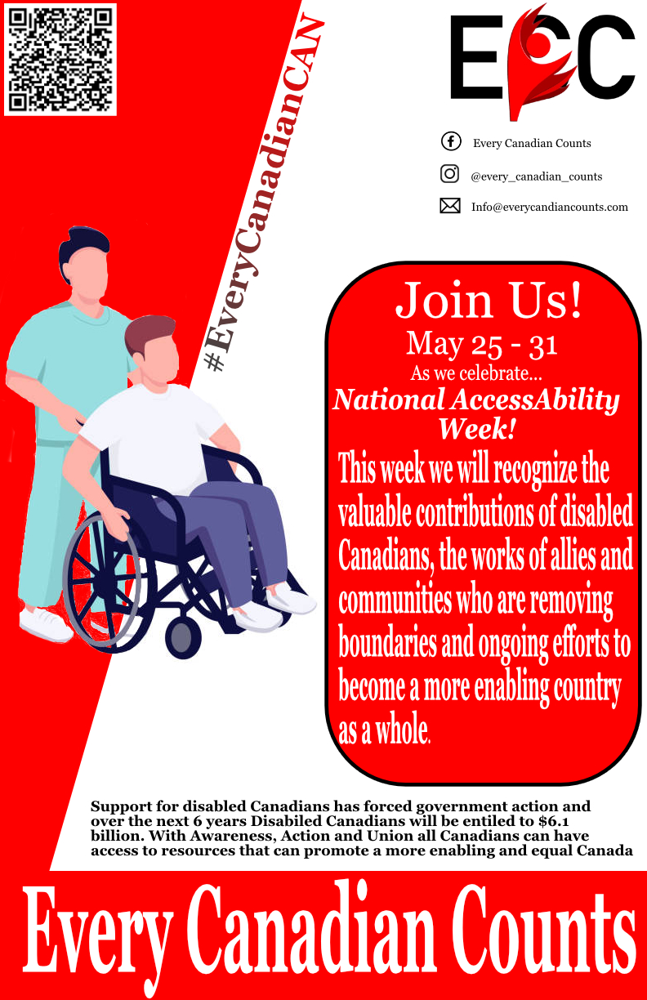 #EveryCanadianCAN
ECC
Every Canadian Counts
@every_canadian_counts
Info@everycandiancounts.com
Join Us!
May 25 - 31
As we celebrate...
National AccessAbility
Week!
This week we will recognize the
valuable contributions of disabled
Canadians, the works of allies and
communities who are removing
boundaries and ongoing efforts to
become a more enabling country
as a whole.
Support for disabled Canadians has forced government action and
over the next 6 years Disabiled Canadians will be entiled to $6.1
billion. With Awareness, Action and Union all Canadians can have
access to resources that can promote a more enabling and equal Canada
Every Canadian Counts